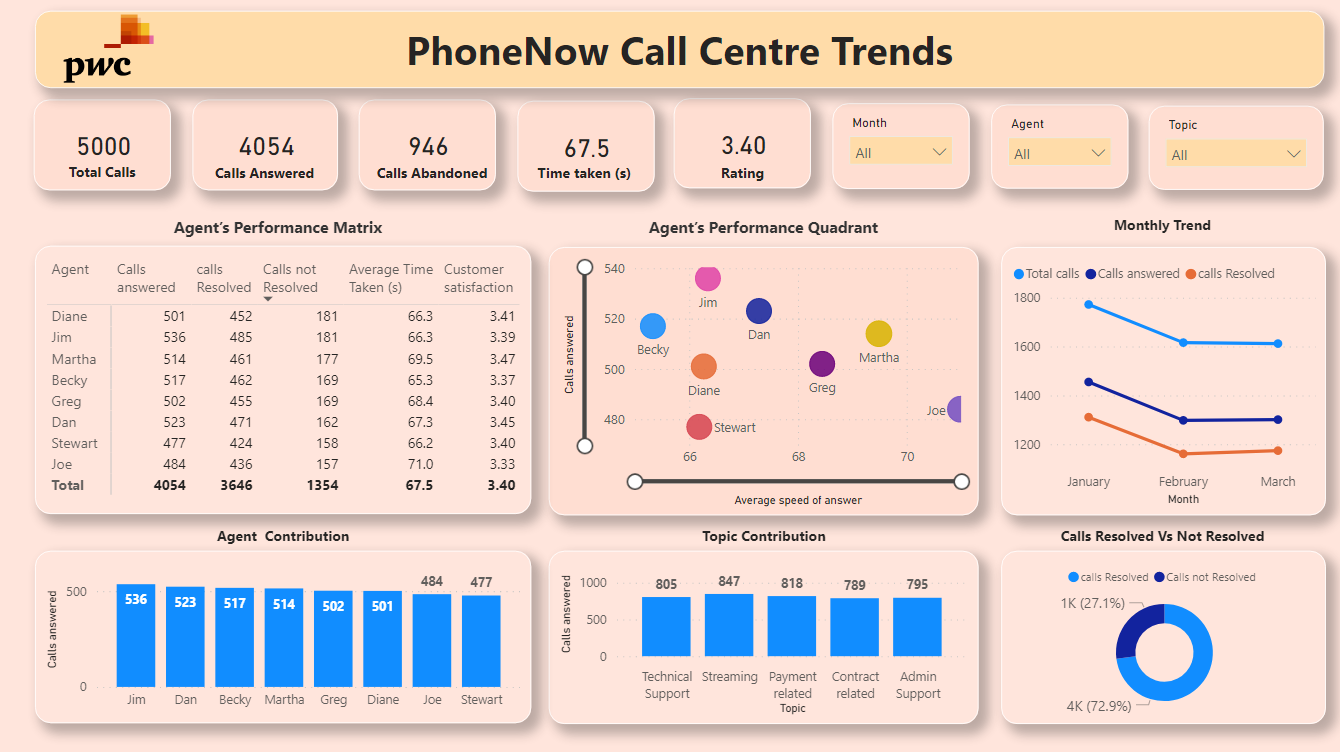 pwc
PhoneNow Call Centre Trends
5000
Total Calls
4054
Calls Answered
946
Calls Abandoned
67.5
Time taken (s)
3.40
Rating
Month
All
Agent
All
Topic
All
Agent's Performance Matrix
Agent Calls answered calls Resolved Calls not Resolved Average Time Taken (s) Customer satisfaction
Diane 501 452 181 66.3 3.41
Jim 536 485 181 66.3 3.39
Martha 514 461 177 69.5 3.47
Becky 517 462 169 65.3 3.37
Greg 502 455 169 68.4 3.40
Dan 523 471 162 67.3 3.45
Stewart 477 424 158 66.2 3.40
Joe 484 436 157 71.0 3.33
Total 4054 3646 1354 67.5 3.40
Agent's Performance Quadrant
Calls answered
540
520
500
480
Jim
Dan
Becky
Martha
Diane
Greg
Joe
Stewart
66 68 70
Average speed of answer
Monthly Trend
Total calls Calls answered calls Resolved
1800
1600
1400
1200
January February March
Month
Agent Contribution
Calls answered
500
0
536 523 517 514 502 501 484 477
Jim Dan Becky Martha Greg Diane Joe Stewart
Topic Contribution
Calls answered
1000
500
0
805 847 818 789 795
Technical Support
Streaming
Payment related
Contract related
Admin Support
Topic
Calls Resolved Vs Not Resolved
calls Resolved Calls not Resolved
1K (27.1%)
4K (72.9%)